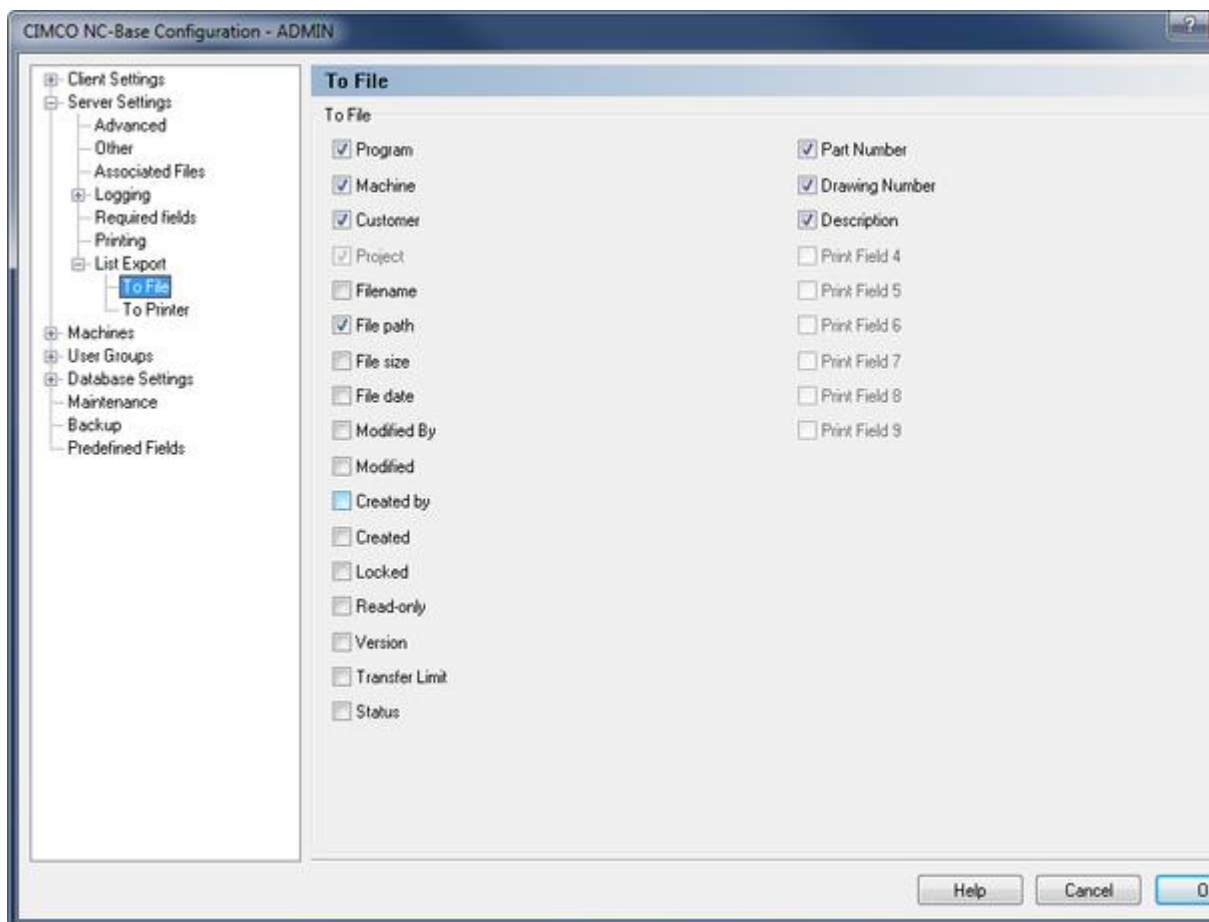 CIMCO NC-Base Configuration - ADMIN
?
Client Settings
Server Settings
Advanced
Other
Associated Files
Logging
Required fields
Printing
List Export
To File
To Printer
Machines
User Groups
Database Settings
Maintenance
Backup
Predefined Fields
To File
To File
Program
Machine
Customer
Project
Filename
File path
File size
File date
Modified By
Modified
Created by
Created
Locked
Read-only
Version
Transfer Limit
Status
Part Number
Drawing Number
Description
Print Field 4
Print Field 5
Print Field 6
Print Field 7
Print Field 8
Print Field 9
Help
Cancel